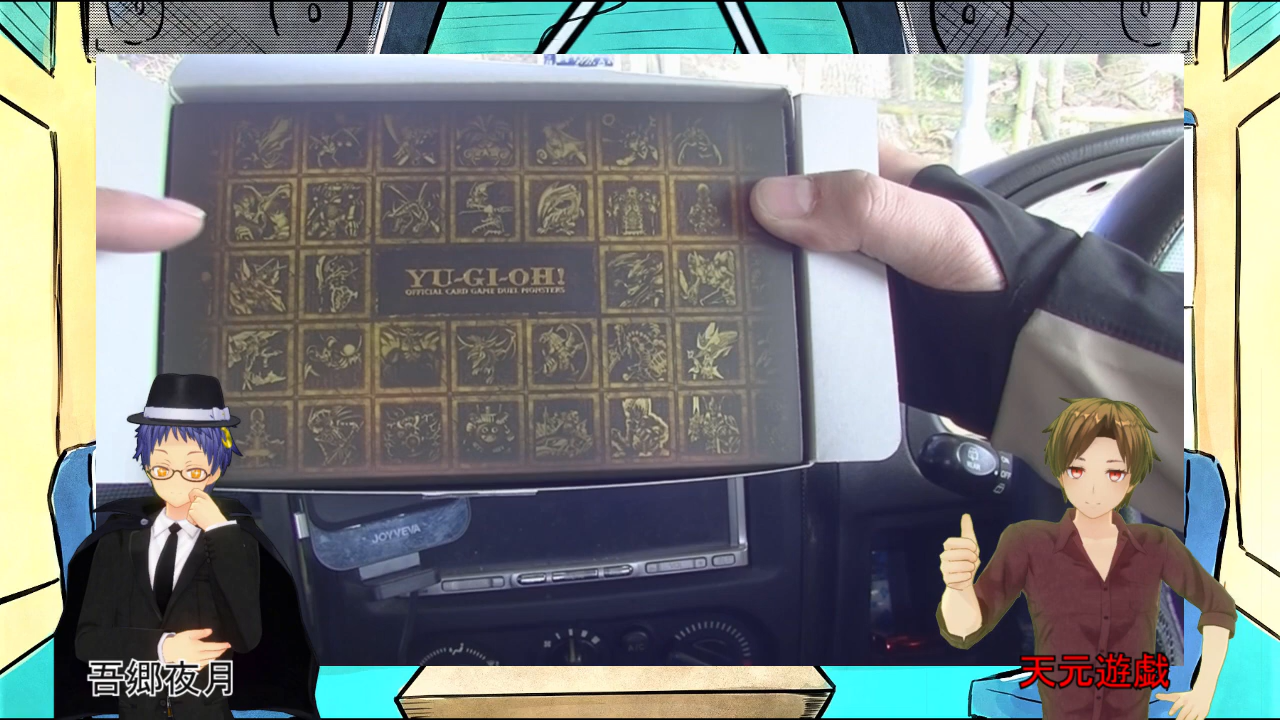 YU-GI-OH!
OFFICIAL CARD GAME DUEL MONSTERS
JOYVEVA
吾郷夜月
天元遊戯